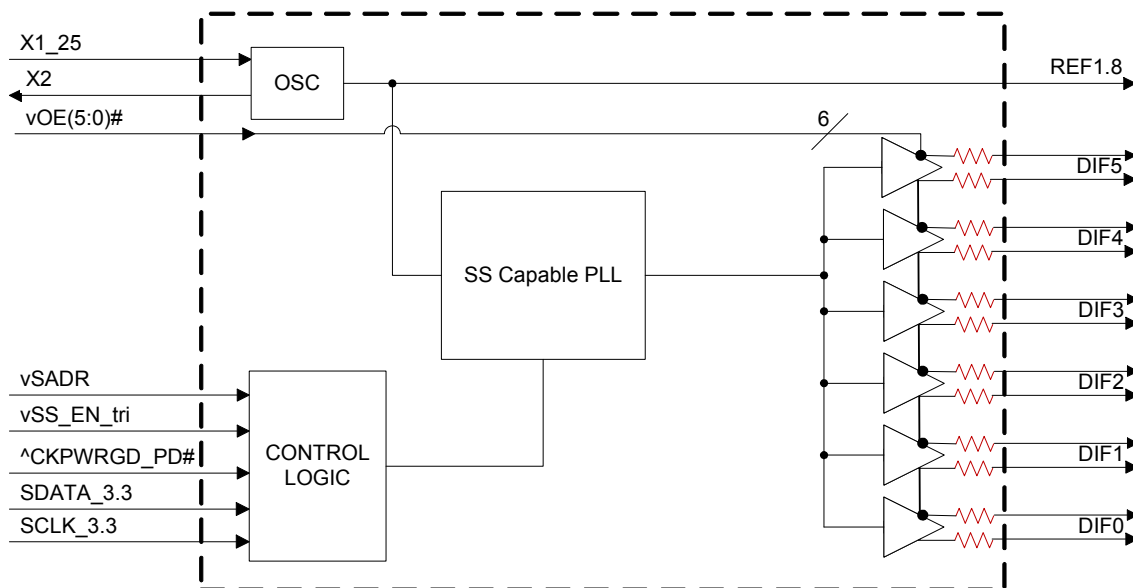 X1_25
X2
vOE(5:0)#
OSC
REF1.8
6
DIF5
DIF4
SS Capable PLL
DIF3
DIF2
DIF1
DIF0
vSADR
vSS_EN_tri
^CKPWRGD_PD#
SDATA_3.3
SCLK_3.3
CONTROL
LOGIC